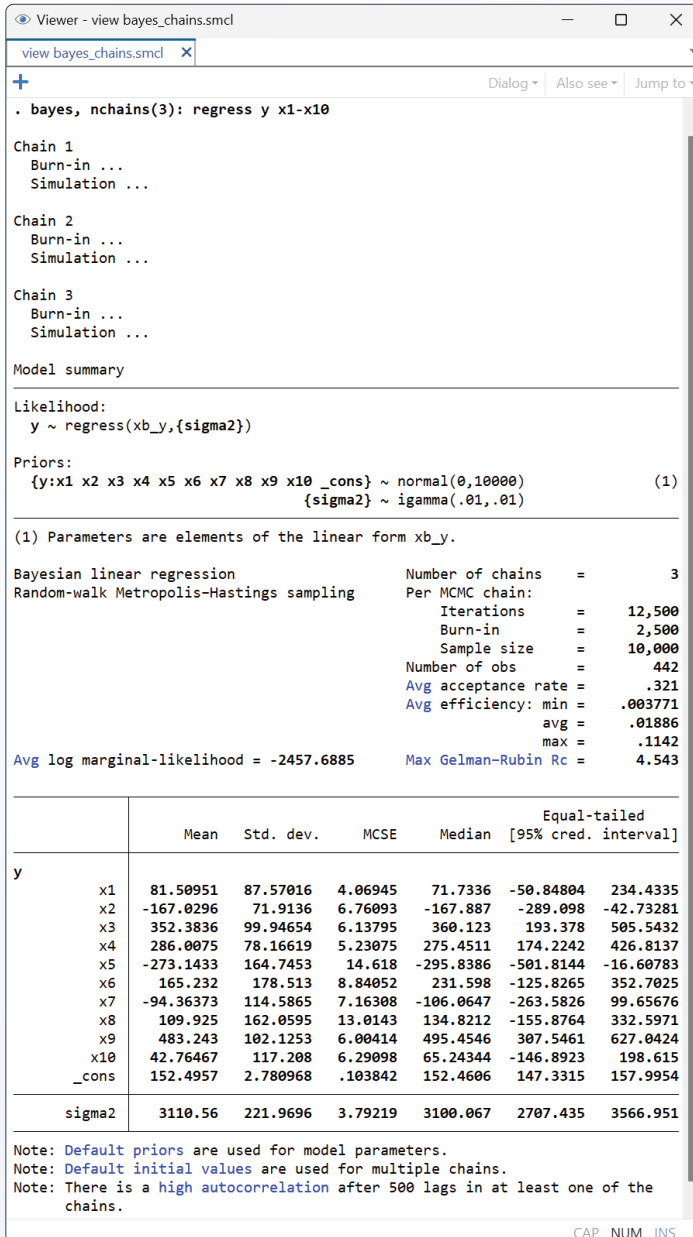 Viewer - view bayes_chains.smcl
view bayes_chains.smcl
Dialog Also see Jump to
. bayes, nchains(3): regress y x1-x10
Chain 1
Burn-in ...
Simulation ...
Chain 2
Burn-in ...
Simulation ...
Chain 3
Burn-in ...
Simulation ...
Model summary
Likelihood:
y ~ regress(xb_y,{sigma2})
Priors:
{y:x1 x2 x3 x4 x5 x6 x7 x8 x9 x10 _cons} ~ normal(0,10000) (1)
{sigma2} ~ igamma(.01,.01)
(1) Parameters are elements of the linear form xb_y.
Bayesian linear regression Number of chains = 3
Random-walk Metropolis–Hastings sampling Per MCMC chain:
Iterations = 12,500
Burn-in = 2,500
Sample size = 10,000
Number of obs = 442
Avg acceptance rate = .321
Avg efficiency: min = .003771
avg = .01886
max = .1142
Avg log marginal-likelihood = -2457.6885 Max Gelman–Rubin Rc = 4.543
Equal-tailed
Mean Std. dev. MCSE Median [95% cred. interval]
y
x1 81.50951 87.57016 4.06945 71.7336 -50.84804 234.4335
x2 -167.0296 71.9136 6.76093 -167.887 -289.098 -42.73281
x3 352.3836 99.94654 6.13795 360.123 193.378 505.5432
x4 286.0075 78.16619 5.23075 275.4511 174.2242 426.8137
x5 -273.1433 164.7453 14.618 -295.8386 -501.8144 -16.60783
x6 165.232 178.513 8.84052 231.598 -125.8265 352.7025
x7 -94.36373 114.5865 7.16308 -106.0647 -263.5826 99.65676
x8 109.925 162.0595 13.0143 134.8212 -155.8764 332.5971
x9 483.243 102.1253 6.00414 495.4546 307.5461 627.0424
x10 42.76467 117.208 6.29098 65.24344 -146.8923 198.615
_cons 152.4957 2.780968 .103842 152.4606 147.3315 157.9954
sigma2 3110.56 221.9696 3.79219 3100.067 2707.435 3566.951
Note: Default priors are used for model parameters.
Note: Default initial values are used for multiple chains.
Note: There is a high autocorrelation after 500 lags in at least one of the
chains.
CAP NUM INS